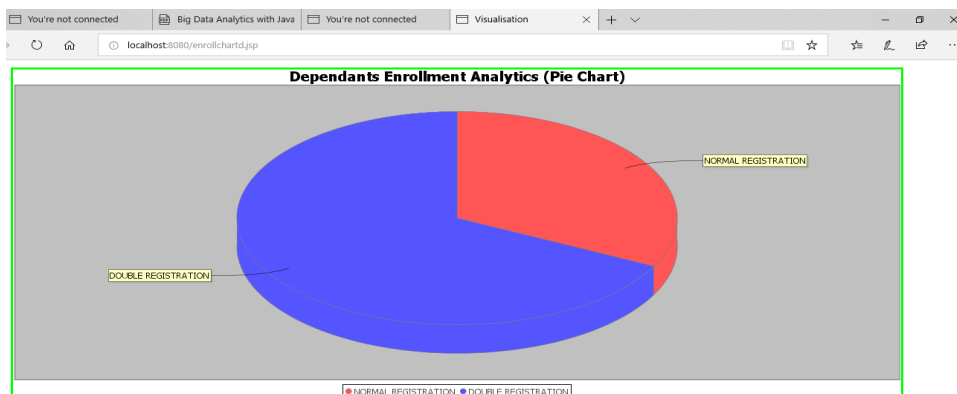 You're not connected
Big Data Analytics with Java
You're not connected
Visualisation
localhost:8080/enrollchartd.jsp
Dependants Enrollment Analytics (Pie Chart)
NORMAL REGISTRATION
DOUBLE REGISTRATION
NORMAL REGISTRATION DOUBLE REGISTRATION